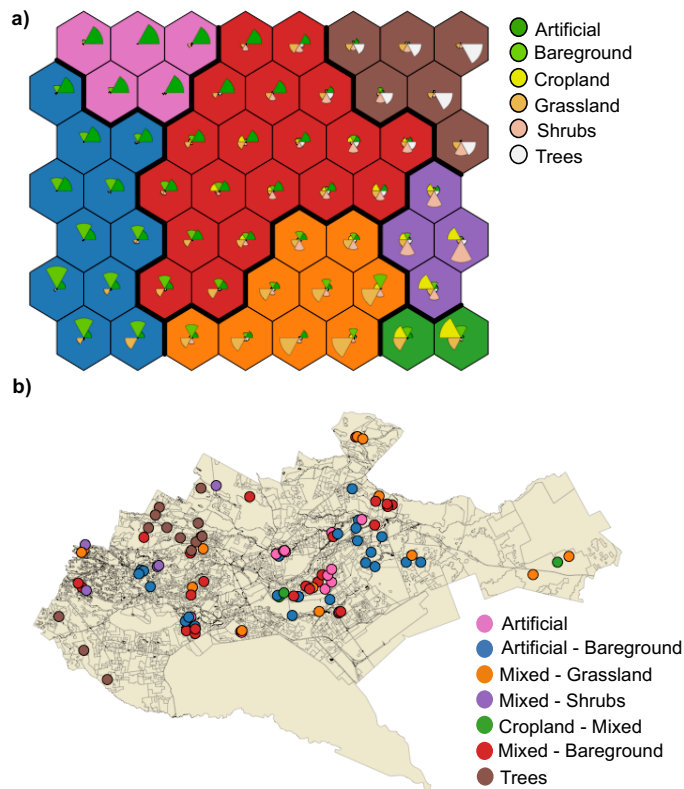 a)
Artificial
Bareground
Cropland
Grassland
Shrubs
Trees
b)
Artificial
Artificial - Bareground
Mixed - Grassland
Mixed - Shrubs
Cropland - Mixed
Mixed - Bareground
Trees